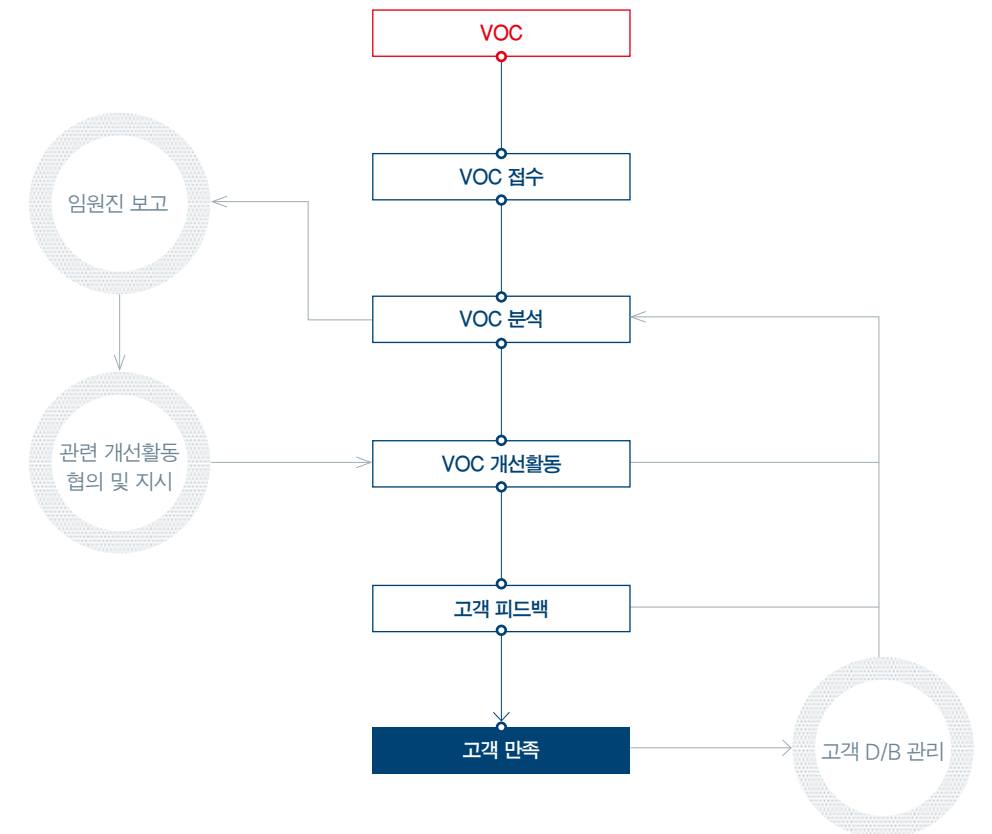 VOC
VOC 접수
임원진 보고
VOC 분석
관련 개선활동
협의 및 지시
VOC 개선활동
고객 피드백
고객 만족
고객 D/B 관리